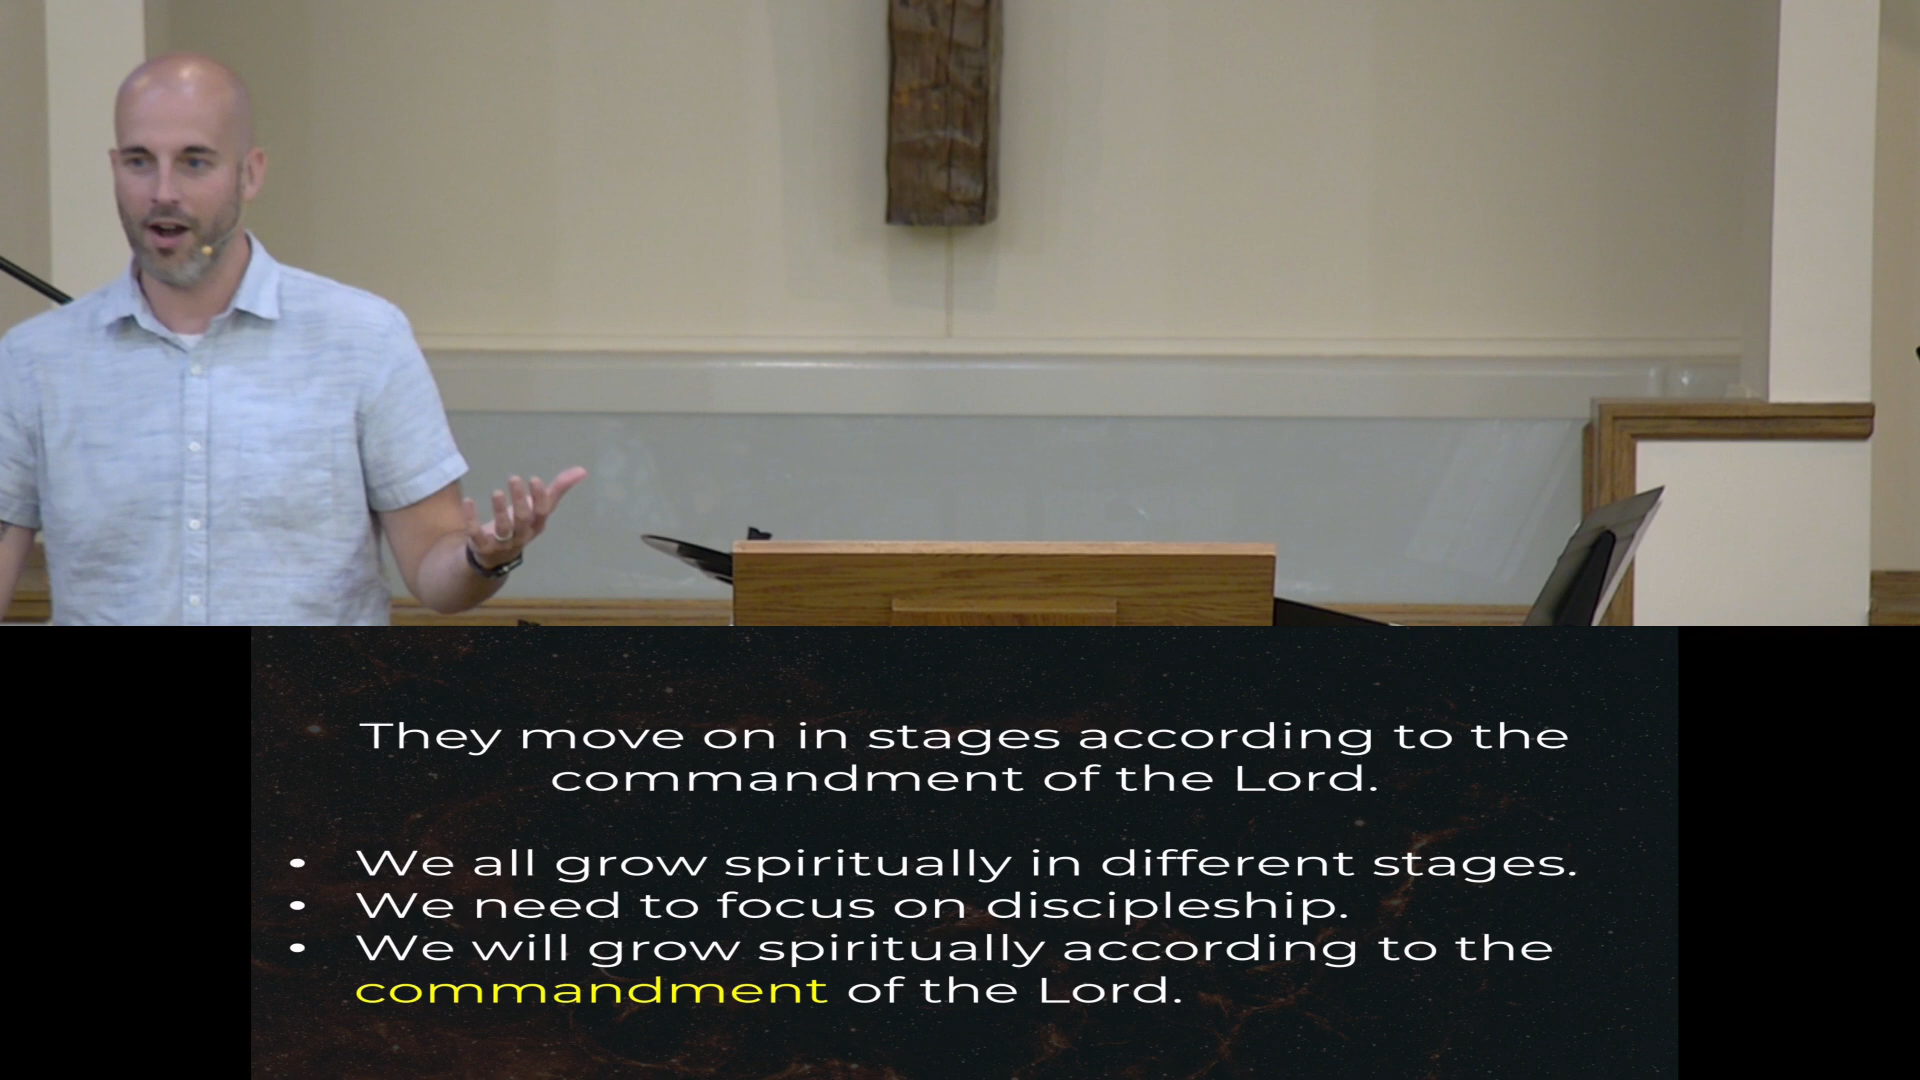 They move on in stages according to the
commandment of the Lord.
• We all grow spiritually in different stages.
• We need to focus on discipleship.
• We will grow spiritually according to the
commandment of the Lord.